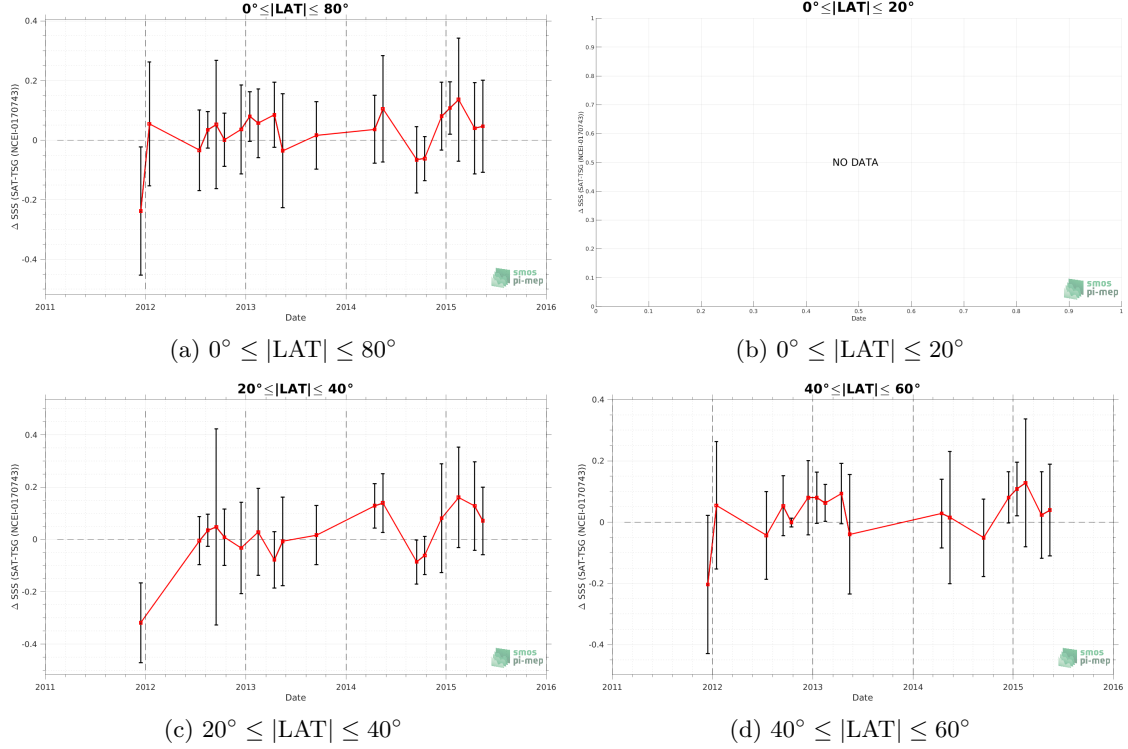 0°≤|LAT|≤ 80°
Δ SSS (SAT-TSG (NCEI-0170743))
0.4
0.2
0
-0.2
-0.4
2011 2012 2013 2014 2015 2016
Date
smos
pi-mep
(a) 0° ≤ |LAT| ≤ 80°
0°≤|LAT|≤ 20°
Δ SSS (SAT-TSG (NCEI-0170743))
1
0.9
0.8
0.7
0.6
0.5
0.4
0.3
0.2
0.1
0
NO DATA
0 0.1 0.2 0.3 0.4 0.5 0.6 0.7 0.8 0.9 1
Date
smos
pi-mep
(b) 0° ≤ |LAT| ≤ 20°
20°≤|LAT|≤ 40°
Δ SSS (SAT-TSG (NCEI-0170743))
0.4
0.2
0
-0.2
-0.4
2011 2012 2013 2014 2015 2016
Date
smos
pi-mep
(c) 20° ≤ |LAT| ≤ 40°
40°≤|LAT|≤ 60°
Δ SSS (SAT-TSG (NCEI-0170743))
0.4
0.2
0
-0.2
-0.4
2011 2012 2013 2014 2015 2016
Date
smos
pi-mep
(d) 40° ≤ |LAT| ≤ 60°